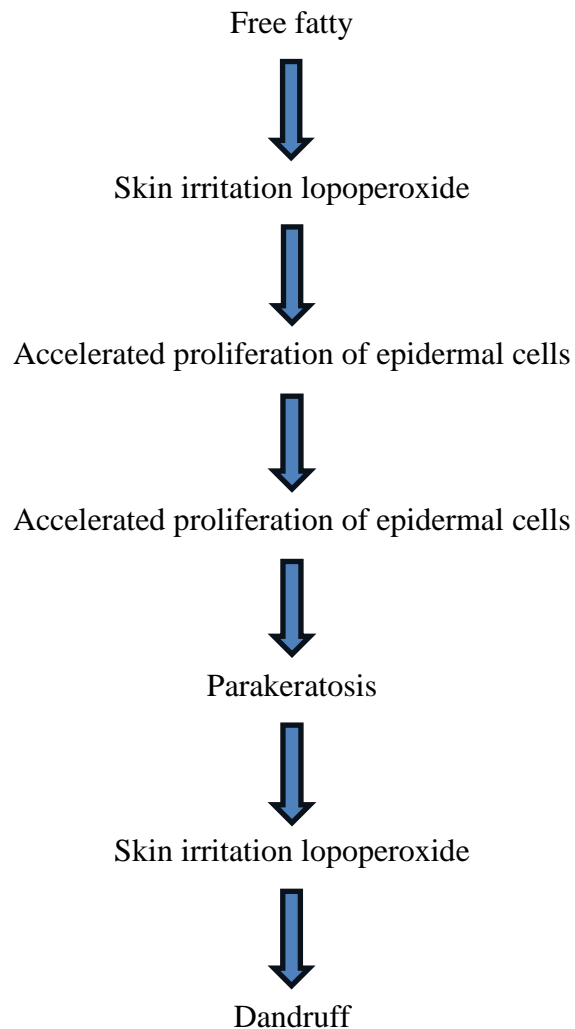 Free fatty
Skin irritation lopoperoxide
Accelerated proliferation of epidermal cells
Accelerated proliferation of epidermal cells
Parakeratosis
Skin irritation lopoperoxide
Dandruff